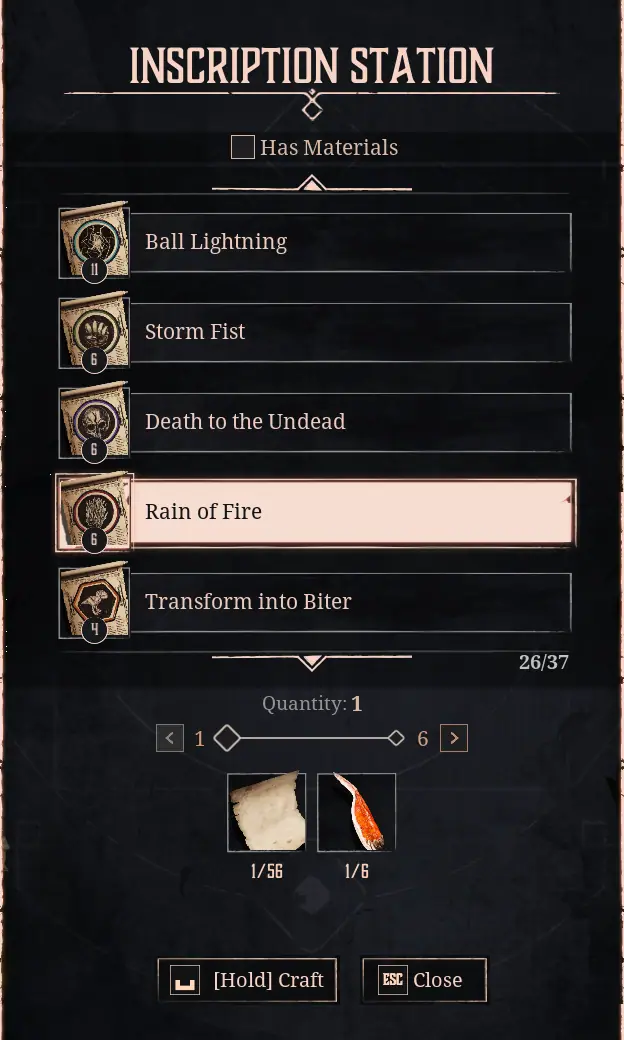 INSCRIPTION STATION
Has Materials
Ball Lightning
11
Storm Fist
6
Death to the Undead
6
Rain of Fire
6
Transform into Biter
4
26/37
Quantity: 1
1 6
1/56 1/6
[Hold] Craft ESC Close